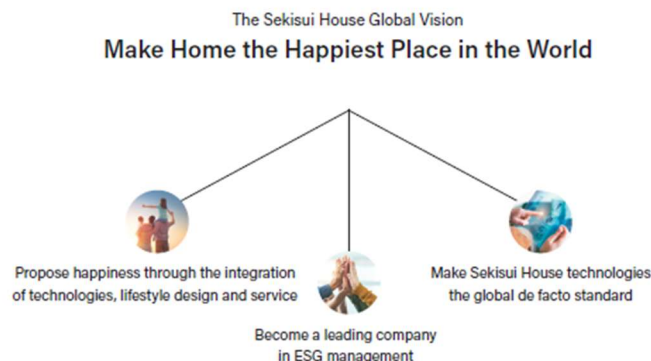 The Sekisui House Global Vision
Make Home the Happiest Place in the World
Propose happiness through the integration
of technologies, lifestyle design and service
Become a leading company
in ESG management
Make Sekisui House technologies
the global de facto standard